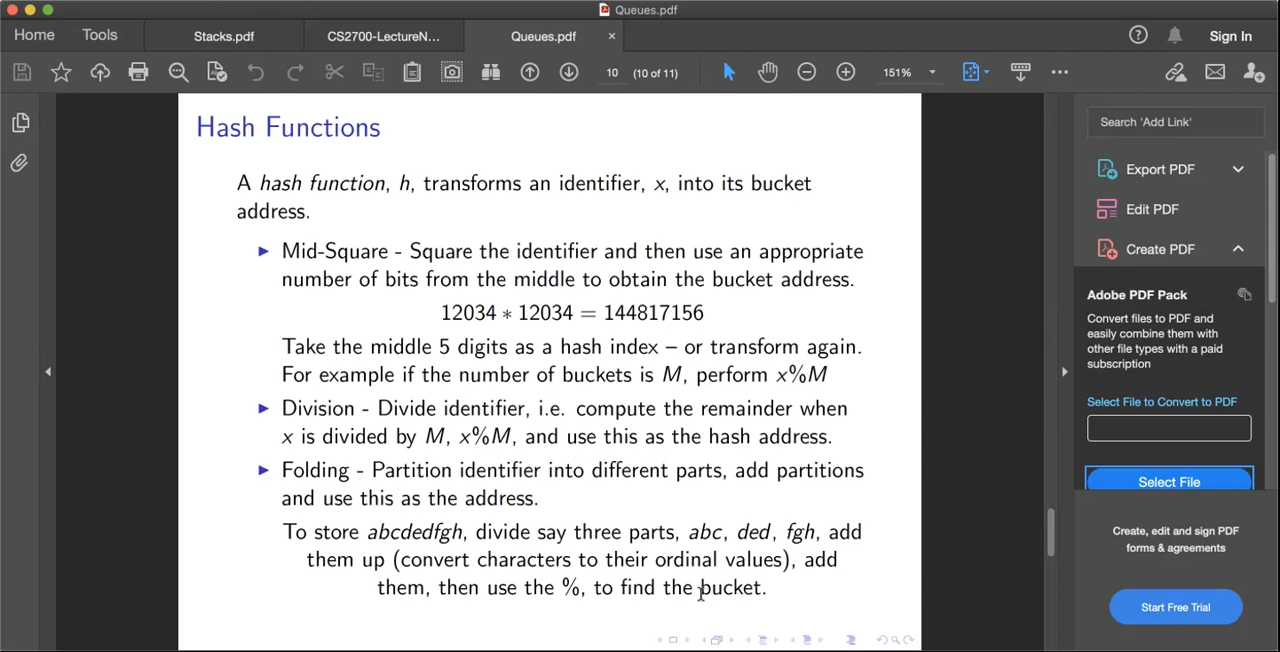 Queues.pdf
Home Tools Stacks.pdf CS2700-LectureN... Queues.pdf × Sign In
10 (10 of 11) 151%
Hash Functions
A hash function, h, transforms an identifier, x, into its bucket
address.
▶ Mid-Square - Square the identifier and then use an appropriate
number of bits from the middle to obtain the bucket address.
12034 ∗ 12034 = 144817156
Take the middle 5 digits as a hash index – or transform again.
For example if the number of buckets is M, perform x%M
▶ Division - Divide identifier, i.e. compute the remainder when
x is divided by M, x%M, and use this as the hash address.
▶ Folding - Partition identifier into different parts, add partitions
and use this as the address.
To store abcdedfgh, divide say three parts, abc, ded, fgh, add
them up (convert characters to their ordinal values), add
them, then use the %, to find the bucket.
Search 'Add Link'
Export PDF
Edit PDF
Create PDF
Adobe PDF Pack
Convert files to PDF and
easily combine them with
other file types with a paid
subscription
Select File to Convert to PDF
Select File
Create, edit and sign PDF
forms & agreements
Start Free Trial